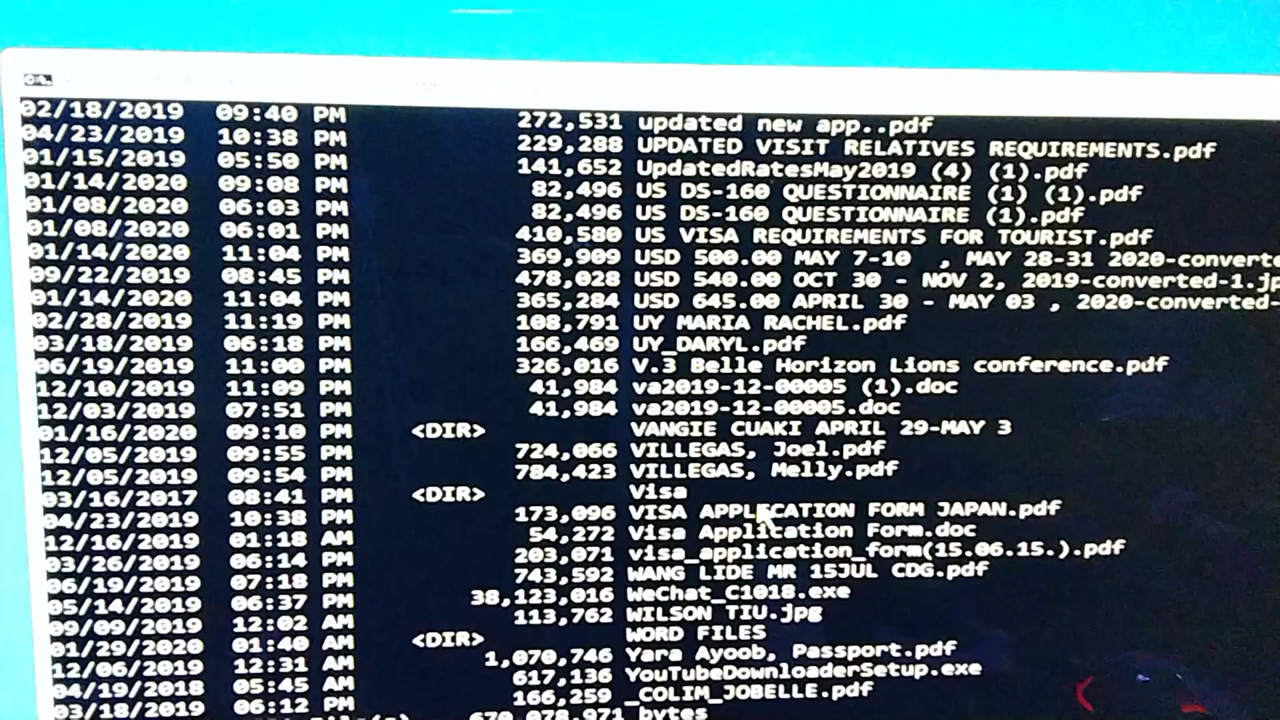 02/18/2019 09:40 PM 272,531 updated new app..pdf
04/23/2019 10:38 PM 229,288 UPDATED VISIT RELATIVES REQUIREMENTS.pdf
01/15/2019 05:50 PM 141,652 UpdatedRatesMay2019 (4) (1).pdf
01/14/2020 09:08 PM 82,496 US DS-160 QUESTIONNAIRE (1) (1).pdf
01/08/2020 06:03 PM 82,496 US DS-160 QUESTIONNAIRE (1).pdf
01/08/2020 06:01 PM 410,580 US VISA REQUIREMENTS FOR TOURIST.pdf
01/14/2020 11:04 PM 369,909 USD 500.00 MAY 7-10 , MAY 28-31 2020-converte
09/22/2019 08:45 PM 478,028 USD 540.00 OCT 30 - NOV 2, 2019-converted-1.jp
01/14/2020 11:04 PM 365,284 USD 645.00 APRIL 30 - MAY 03 , 2020-converted-
02/28/2019 11:19 PM 108,791 UY MARIA RACHEL.pdf
03/18/2019 06:18 PM 166,469 UY_DARYL.pdf
06/19/2019 11:00 PM 326,016 V.3 Belle Horizon Lions conference.pdf
12/10/2019 11:09 PM 41,984 va2019-12-00005 (1).doc
12/03/2019 07:51 PM 41,984 va2019-12-00005.doc
01/16/2020 09:10 PM <DIR> VANGIE CUAKI APRIL 29-MAY 3
12/05/2019 09:55 PM 724,066 VILLEGAS, Joel.pdf
12/05/2019 09:54 PM 784,423 VILLEGAS, Melly.pdf
03/16/2017 08:41 PM <DIR> Visa
04/23/2019 10:38 PM 173,096 VISA APPLICATION FORM JAPAN.pdf
12/16/2019 01:18 AM 54,272 Visa Application Form.doc
03/26/2019 06:14 PM 203,071 visa_application_form(15.06.15.).pdf
06/19/2019 07:18 PM 743,592 WANG LIDE MR 15JUL CDG.pdf
05/14/2019 06:37 PM 38,123,016 WeChat_C1018.exe
09/09/2019 12:02 AM 113,762 WILSON_TIU.jpg
01/29/2020 01:40 AM <DIR> WORD FILES
12/06/2019 12:31 AM 1,070,746 Yara Ayoob, Passport.pdf
04/19/2018 05:45 AM 617,136 YouTubeDownloaderSetup.exe
03/18/2019 06:12 PM 166,259 _COLIM_JOBELLE.pdf
670,078,971 bytes